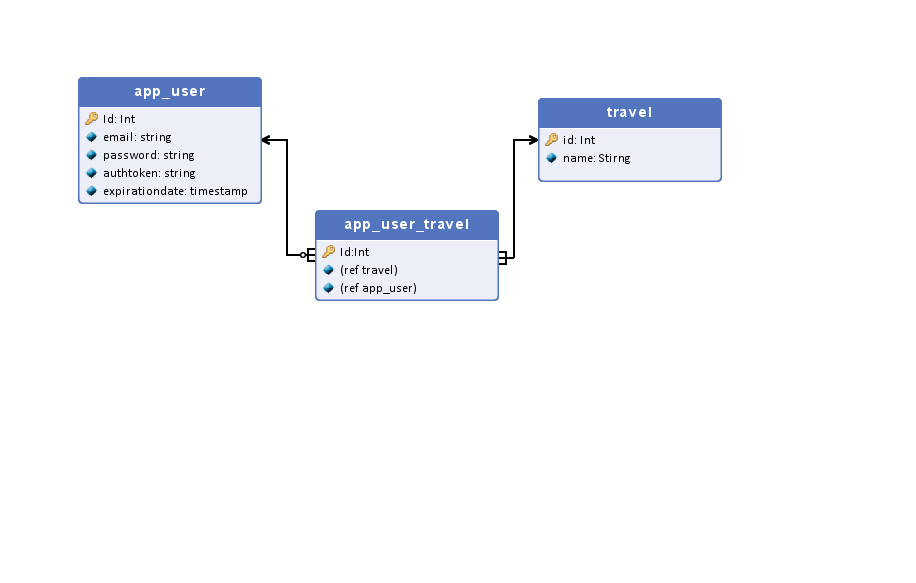 app_user
Id: Int
email: string
password: string
authtoken: string
expirationdate: timestamp
travel
id: Int
name: Stirng
app_user_travel
Id:Int
(ref travel)
(ref app_user)